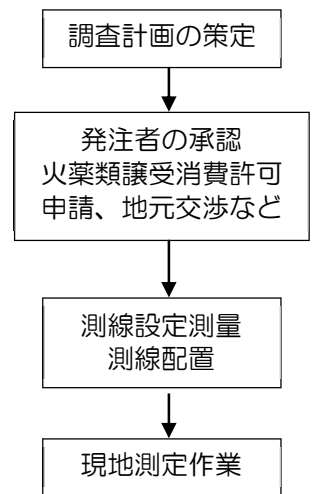 調査計画の策定
発注者の承認
火薬類譲受消費許可
申請、地元交渉など
測線設定測量
測線配置
現地測定作業